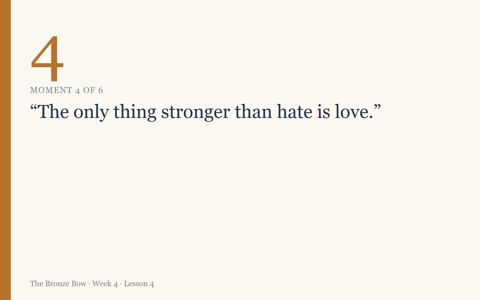 4
MOMENT 4 OF 6
“The only thing stronger than hate is love.”
The Bronze Bow · Week 4 · Lesson 4